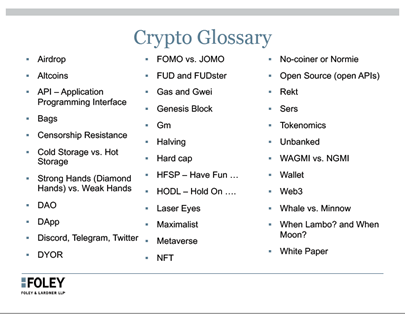 Crypto Glossary
Airdrop
Altcoins
API – Application
Programming Interface
Bags
Censorship Resistance
Cold Storage vs. Hot
Storage
Strong Hands (Diamond
Hands) vs. Weak Hands
DAO
DApp
Discord, Telegram, Twitter
DYOR
FOMO vs. JOMO
FUD and FUDster
Gas and Gwei
Genesis Block
Gm
Halving
Hard cap
HFSP – Have Fun …
HODL – Hold On ….
Laser Eyes
Maximalist
Metaverse
NFT
No-coiner or Normie
Open Source (open APIs)
Rekt
Sers
Tokenomics
Unbanked
WAGMI vs. NGMI
Wallet
Web3
Whale vs. Minnow
When Lambo? and When
Moon?
White Paper
FOLEY
FOLEY & LARDNER LLP